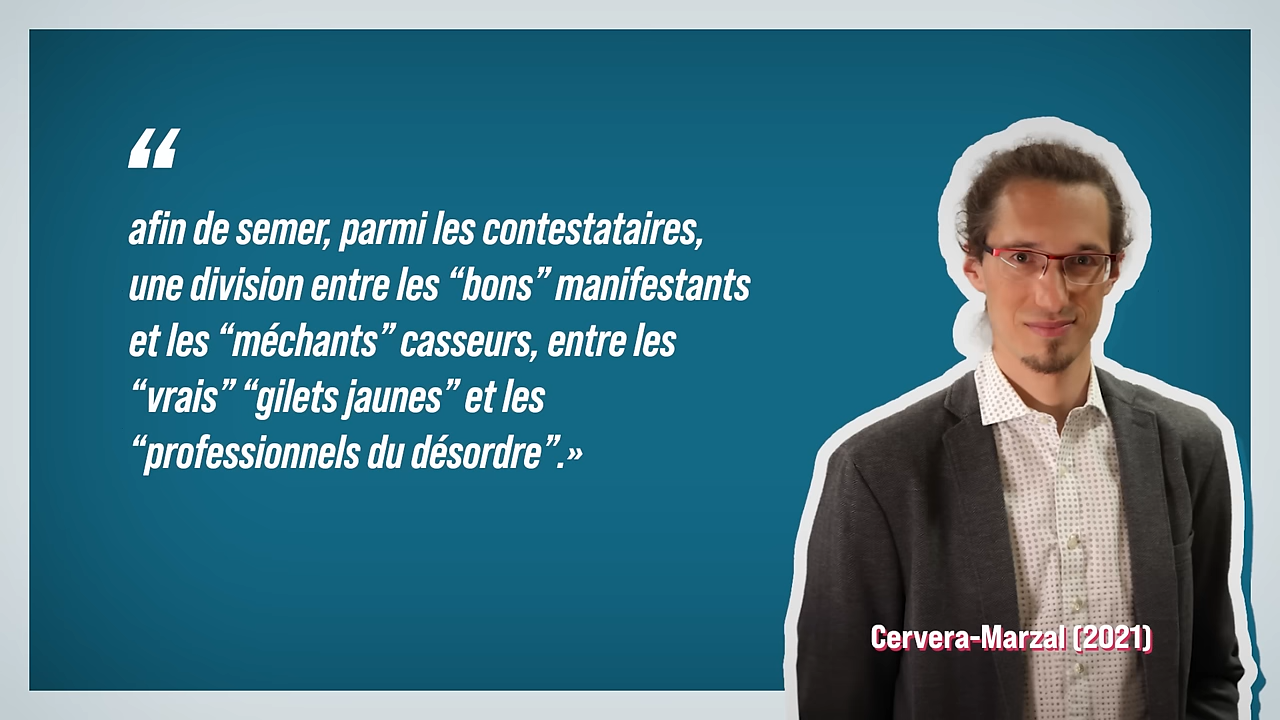 “
afin de semer, parmi les contestataires,
une division entre les “bons” manifestants
et les “méchants” casseurs, entre les
“vrais” “gilets jaunes” et les
“professionnels du désordre”.»
Cervera-Marzal (2021)